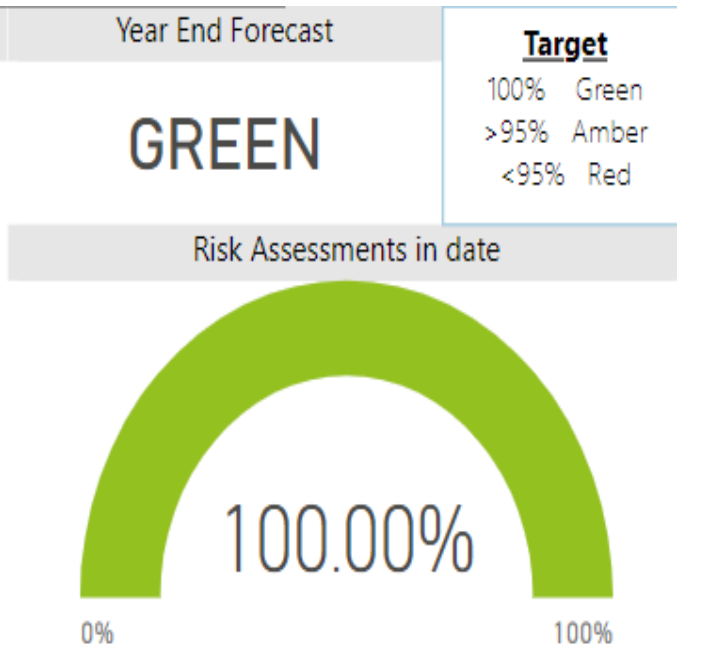 Year End Forecast
GREEN
Target
100% Green
>95% Amber
<95% Red
Risk Assessments in date
100.00%
0%
100%